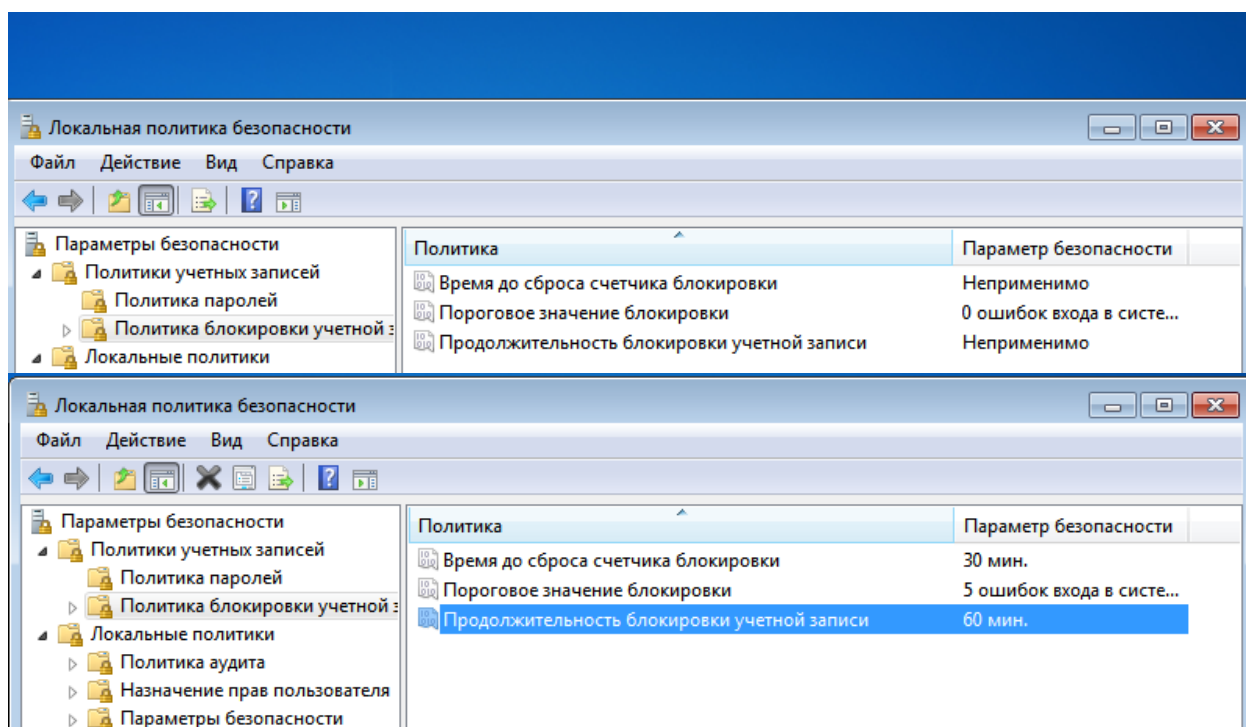 Локальная политика безопасности
Файл Действие Вид Справка
Параметры безопасности
Политики учетных записей
Политика паролей
Политика блокировки учетной з
Локальные политики
Политика Параметр безопасности
Время до сброса счетчика блокировки Неприменимо
Пороговое значение блокировки 0 ошибок входа в систе...
Продолжительность блокировки учетной записи Неприменимо
Локальная политика безопасности
Файл Действие Вид Справка
Параметры безопасности
Политики учетных записей
Политика паролей
Политика блокировки учетной з
Локальные политики
Политика аудита
Назначение прав пользователя
Параметры безопасности
Политика Параметр безопасности
Время до сброса счетчика блокировки 30 мин.
Пороговое значение блокировки 5 ошибок входа в систе...
Продолжительность блокировки учетной записи 60 мин.